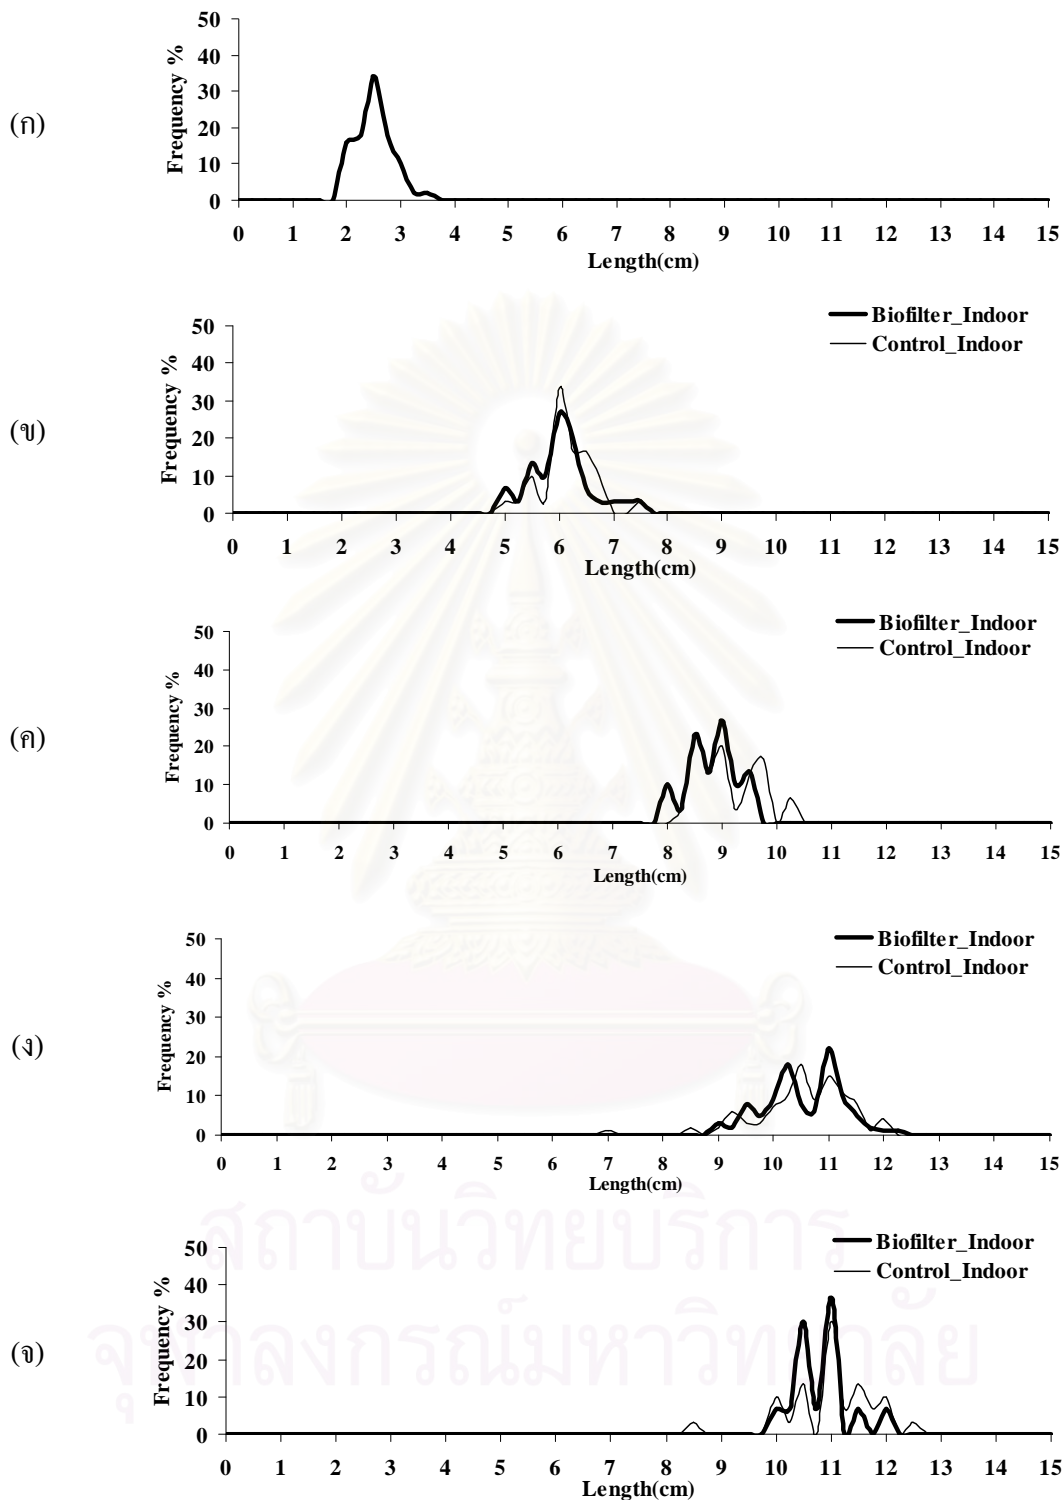 50
40
30
20
10
0
Frequency %
(ก)
0 1 2 3 4 5 6 7 8 9 10 11 12 13 14 15
Length(cm)
Biofilter_Indoor
Control_Indoor
50
40
30
20
10
0
Frequency %
(ข)
0 1 2 3 4 5 6 7 8 9 10 11 12 13 14 15
Length(cm)
Biofilter_Indoor
Control_Indoor
50
40
30
20
10
0
Frequency %
(ค)
0 1 2 3 4 5 6 7 8 9 10 11 12 13 14 15
Length(cm)
Biofilter_Indoor
Control_Indoor
50
40
30
20
10
0
Frequency %
(ง)
0 1 2 3 4 5 6 7 8 9 10 11 12 13 14 15
Length(cm)
สถาบันวิทยบริการ
Biofilter_Indoor
Control_Indoor
50
40
30
20
10
0
Frequency %
(จ)
จุฬาลงกรณ์มหาวิทยาลัย
0 1 2 3 4 5 6 7 8 9 10 11 12 13 14 15
Length(cm)